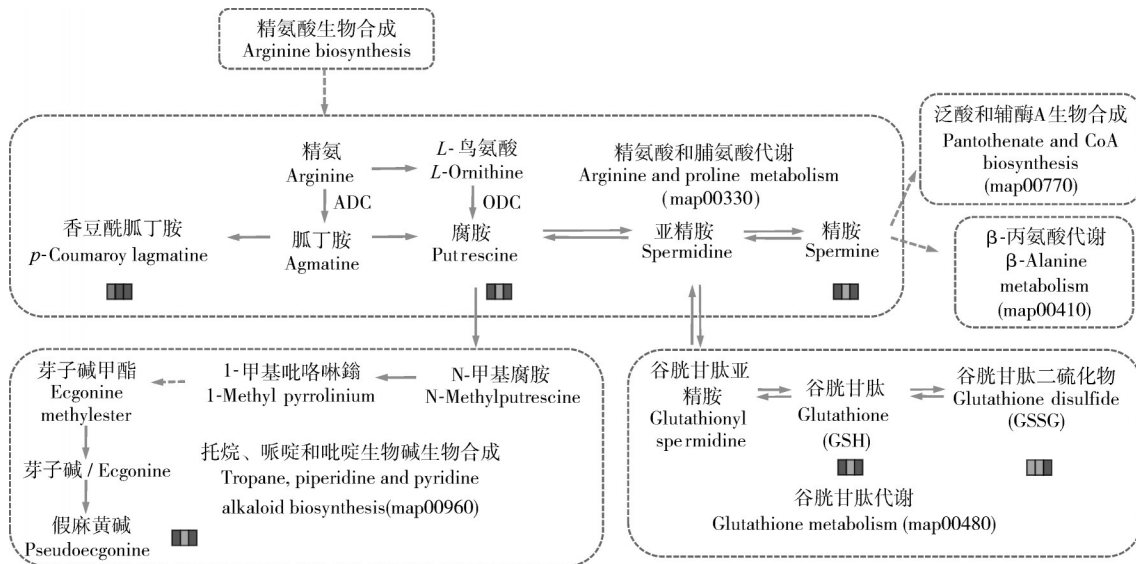 精氨酸生物合成
Arginine biosynthesis
泛酸和辅酶A生物合成
Pantothenate and CoA
biosynthesis
(map00770)
精氨
Arginine
L-鸟氨酸
L-Ornithine
精氨酸和脯氨酸代谢
Arginine and proline metabolism
(map00330)
ADC
ODC
香豆酰胍丁胺
p-Coumaroy lagmatine
胍丁胺
Agmatine
腐胺
Putrescine
亚精胺
Spermidine
精胺
Spermine
β-丙氨酸代谢
β-Alanine
metabolism
(map00410)
芽子碱甲酯
Ecgonine
methylester
1-甲基吡咯啉鎓
1-Methyl pyrrolinium
N-甲基腐胺
N-Methylputrescine
芽子碱 / Ecgonine
托烷、哌啶和吡啶生物碱生物合成
Tropane, piperidine and pyridine
alkaloid biosynthesis(map00960)
假麻黄碱
Pseudoecgonine
谷胱甘肽亚
精胺
Glutathionyl
spermidine
谷胱甘肽
Glutathione
(GSH)
谷胱甘肽二硫化物
Glutathione disulfide
(GSSG)
谷胱甘肽代谢
Glutathione metabolism (map00480)